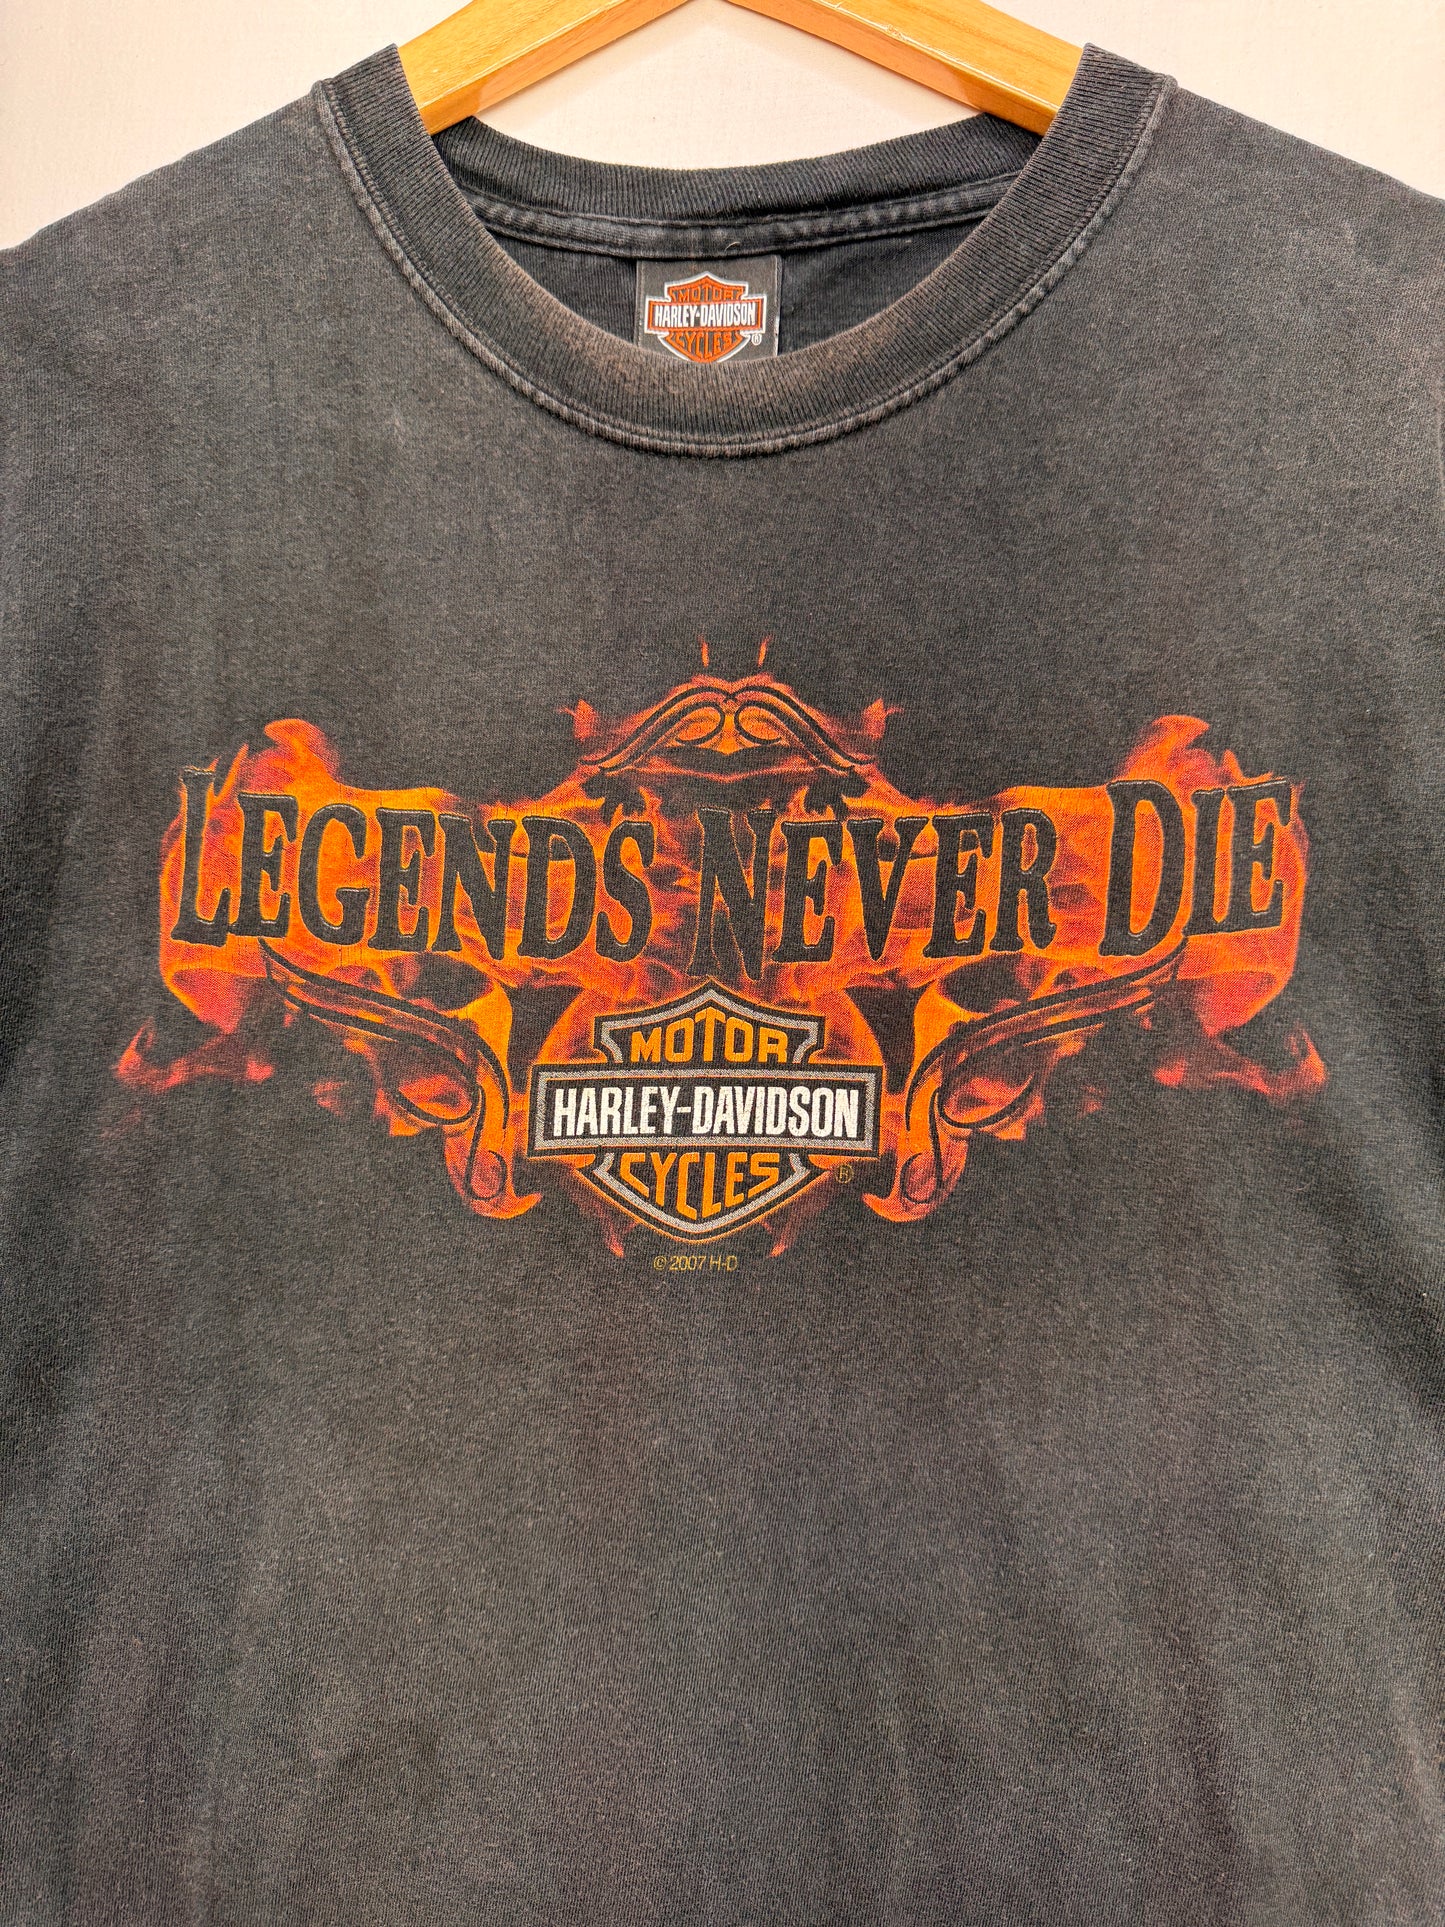 MOTOR
HARLEY-DAVIDSON
CYCLES
®
LEGENDS NEVER DIE
MOTOR
HARLEY-DAVIDSON
CYCLES
®
© 2007 H-D